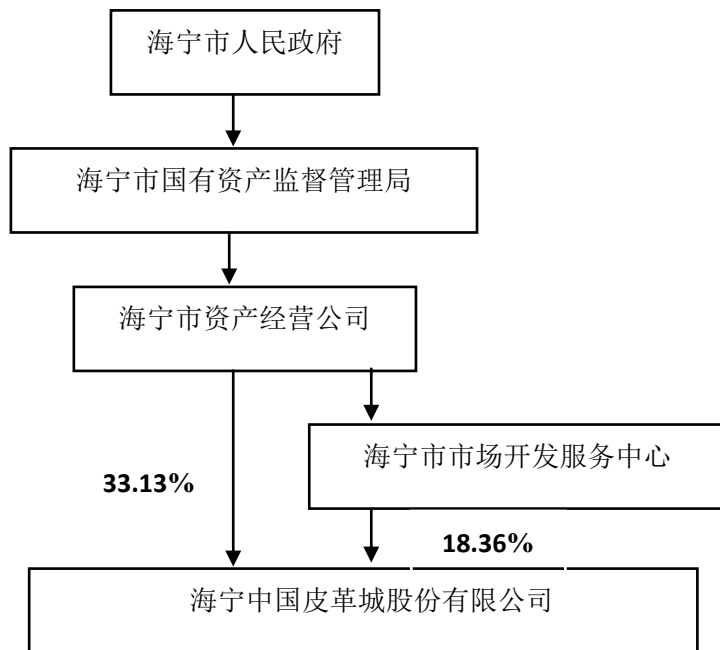 海宁市人民政府
海宁市国有资产监督管理局
海宁市资产经营公司
海宁市市场开发服务中心
33.13%
18.36%
海宁中国皮革城股份有限公司